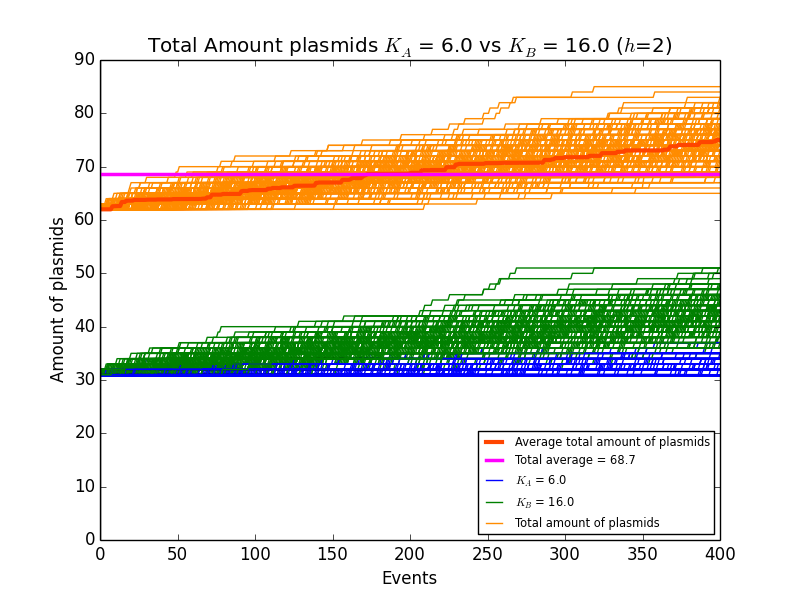 Total Amount plasmids K_A = 6.0 vs K_B = 16.0 (h=2)
90
80
70
60
50
40
30
20
10
0
Amount of plasmids
Average total amount of plasmids
Total average = 68.7
K_A = 6.0
K_B = 16.0
Total amount of plasmids
0 50 100 150 200 250 300 350 400
Events